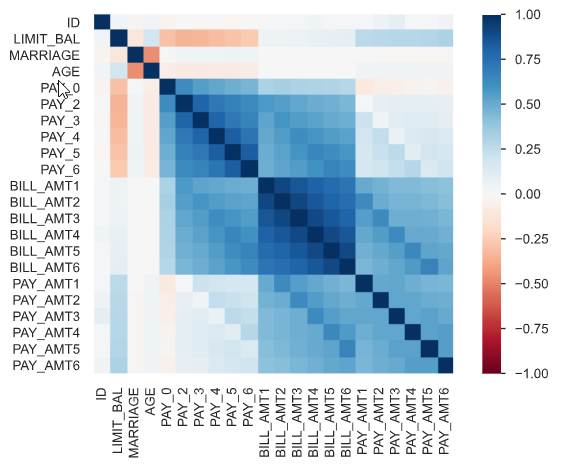 ID
LIMIT_BAL
MARRIAGE
AGE
PAY_0
PAY_2
PAY_3
PAY_4
PAY_5
PAY_6
BILL_AMT1
BILL_AMT2
BILL_AMT3
BILL_AMT4
BILL_AMT5
BILL_AMT6
PAY_AMT1
PAY_AMT2
PAY_AMT3
PAY_AMT4
PAY_AMT5
PAY_AMT6
ID
LIMIT_BAL
MARRIAGE
AGE
PAY_0
PAY_2
PAY_3
PAY_4
PAY_5
PAY_6
BILL_AMT1
BILL_AMT2
BILL_AMT3
BILL_AMT4
BILL_AMT5
BILL_AMT6
PAY_AMT1
PAY_AMT2
PAY_AMT3
PAY_AMT4
PAY_AMT5
PAY_AMT6
1.00
0.75
0.50
0.25
0.00
−0.25
−0.50
−0.75
−1.00